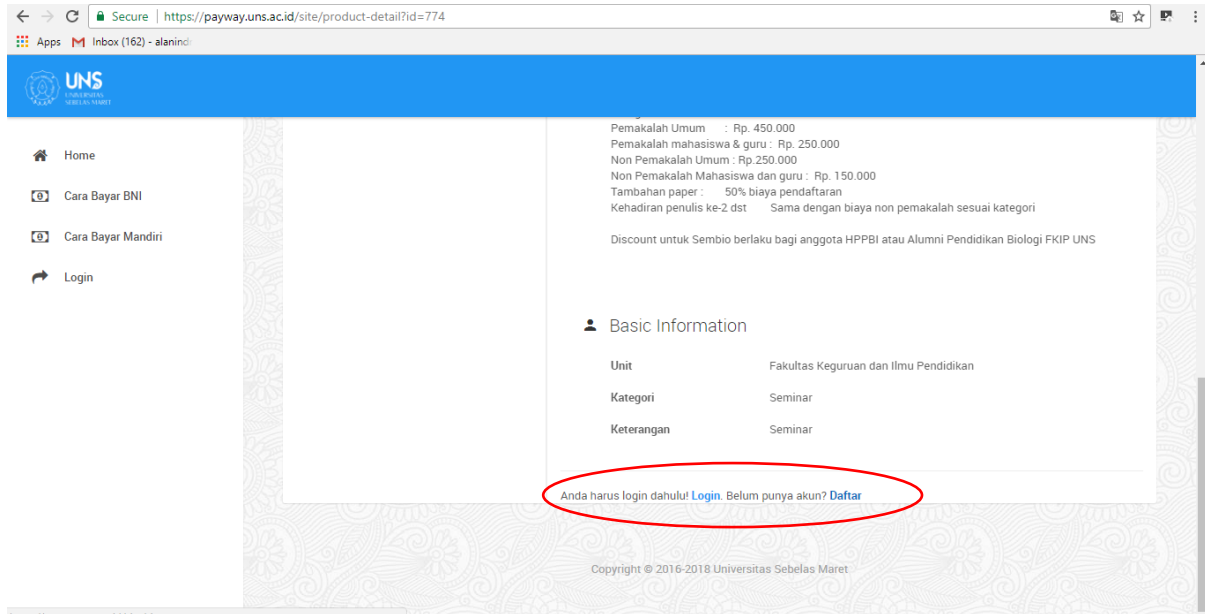 Secure | https://payway.uns.ac.id/site/product-detail?id=774
Apps Inbox (162) - alanind
UNS
UNIVERSITAS
SEBELAS MARET
Home
Cara Bayar BNI
Cara Bayar Mandiri
Login
Pemakalah Umum : Rp. 450.000
Pemakalah mahasiswa & guru : Rp. 250.000
Non Pemakalah Umum : Rp.250.000
Non Pemakalah Mahasiswa dan guru : Rp. 150.000
Tambahan paper : 50% biaya pendaftaran
Kehadiran penulis ke-2 dst Sama dengan biaya non pemakalah sesuai kategori
Discount untuk Sembio berlaku bagi anggota HPPBI atau Alumni Pendidikan Biologi FKIP UNS
Basic Information
Unit Fakultas Keguruan dan Ilmu Pendidikan
Kategori Seminar
Keterangan Seminar
Anda harus login dahulu! Login. Belum punya akun? Daftar
Copyright © 2016-2018 Universitas Sebelas Maret